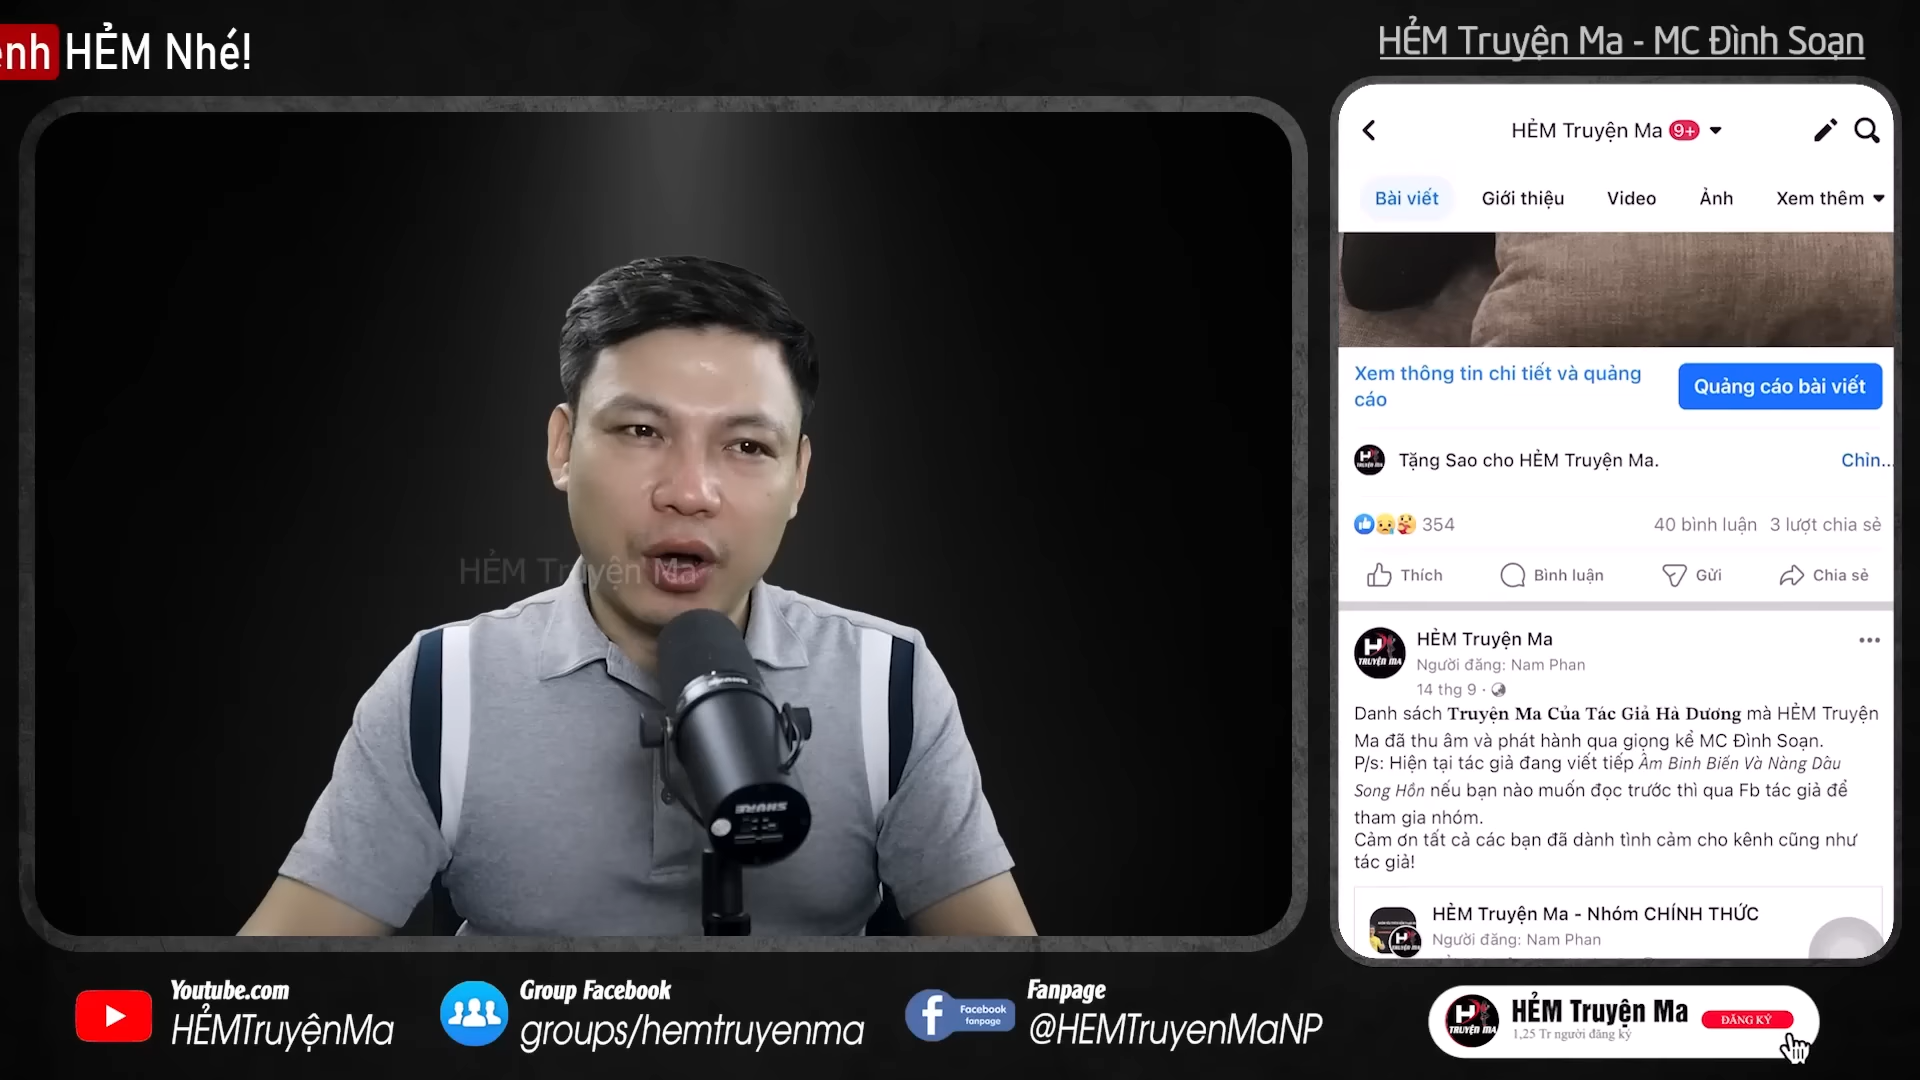 ênh HẺM Nhé!
HẺM Truyện Ma - MC Đình Soạn
HẺM Truyện Ma 9+
Bài viết Giới thiệu Video Ảnh Xem thêm
Xem thông tin chi tiết và quảng
cáo
Quảng cáo bài viết
Tặng Sao cho HẺM Truyện Ma.
Chỉn...
354 40 bình luận 3 lượt chia sẻ
Thích Bình luận Gửi Chia sẻ
HẺM Truyện Ma
Người đăng: Nam Phan
14 thg 9
Danh sách Truyện Ma Của Tác Giả Hà Dương mà HẺM Truyện
Ma đã thu âm và phát hành qua giọng kể MC Đình Soạn.
P/s: Hiện tại tác giả đang viết tiếp Âm Binh Biển Và Nàng Dâu
Song Hồn nếu bạn nào muốn đọc trước thì qua Fb tác giả để
tham gia nhóm.
Cảm ơn tất cả các bạn đã dành tình cảm cho kênh cũng như
tác giả!
HẺM Truyện Ma - Nhóm CHÍNH THỨC
Người đăng: Nam Phan
HẺM Truyện Ma
SHURE
Youtube.com
HẺMTruyệnMa
Group Facebook
groups/hemtruyenma
Facebook
fanpage
Fanpage
@HEMTruyenMaNP
H
TRUYỆN MA
HẺM Truyện Ma
1,25 Tr người đăng ký
ĐĂNG KÝ